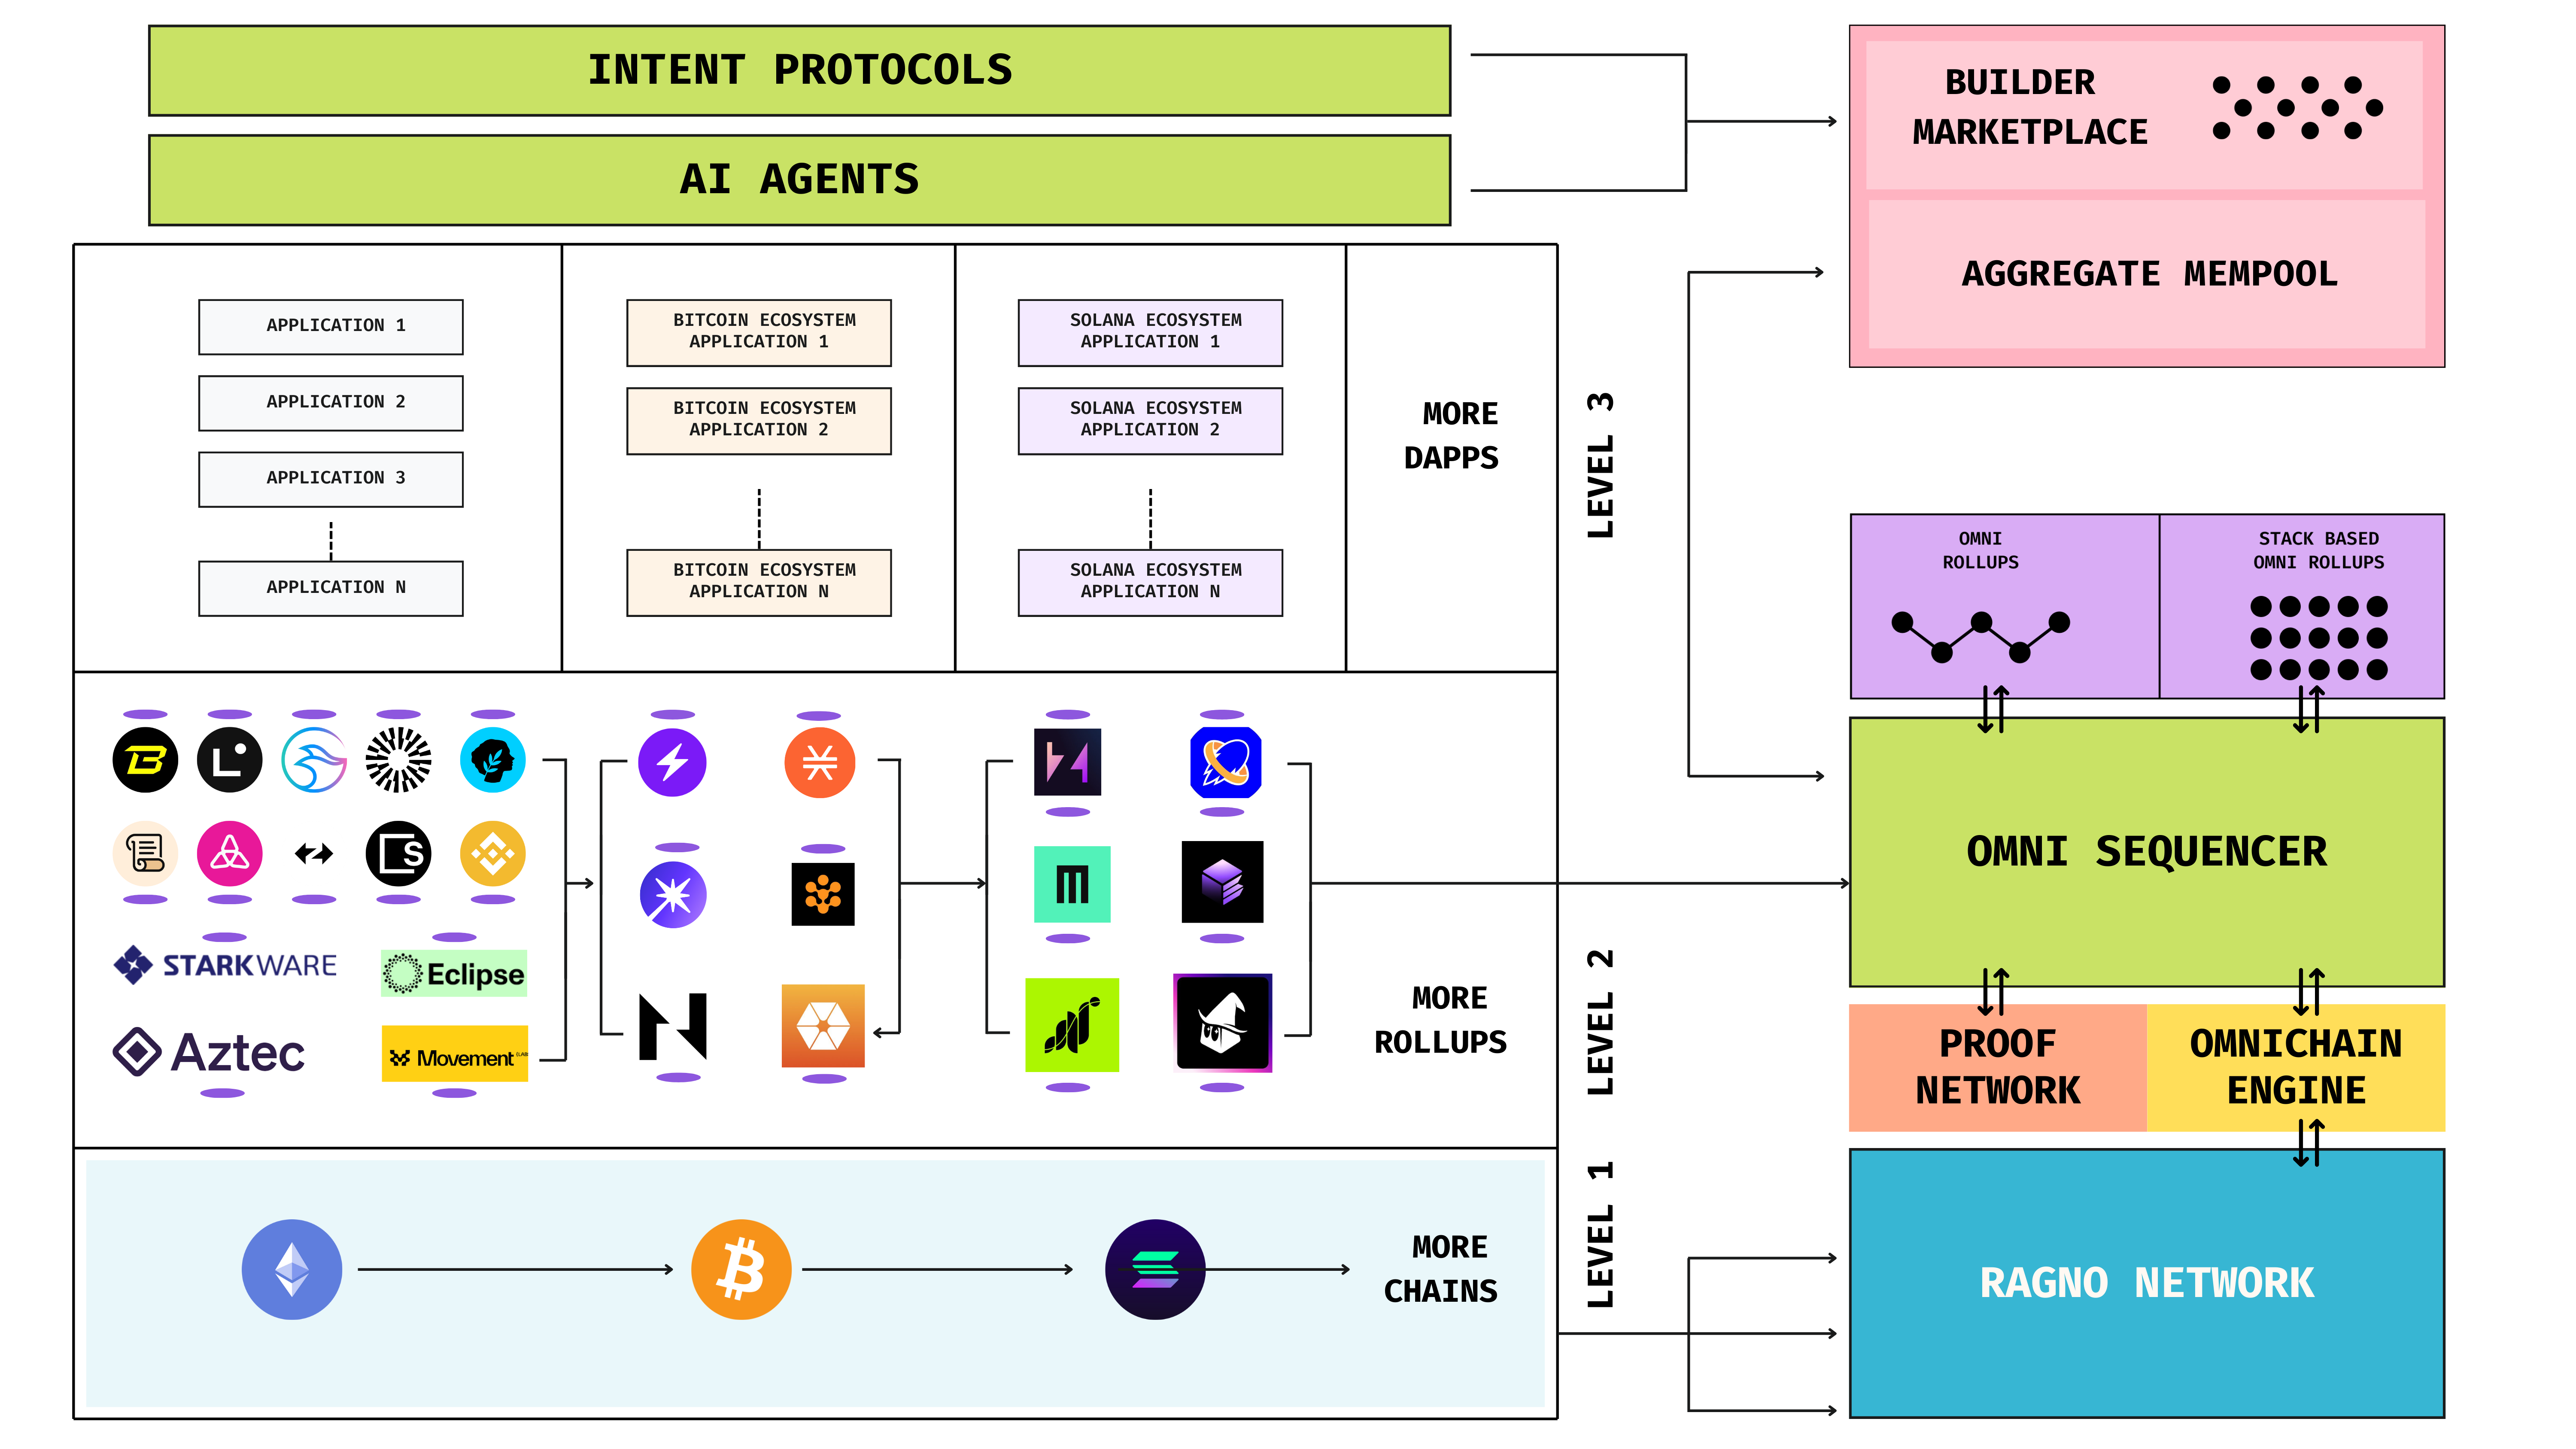 INTENT PROTOCOLS
AI AGENTS
APPLICATION 1
APPLICATION 2
APPLICATION 3
APPLICATION N
BITCOIN ECOSYSTEM
APPLICATION 1
BITCOIN ECOSYSTEM
APPLICATION 2
BITCOIN ECOSYSTEM
APPLICATION N
SOLANA ECOSYSTEM
APPLICATION 1
SOLANA ECOSYSTEM
APPLICATION 2
SOLANA ECOSYSTEM
APPLICATION N
MORE
DAPPS
LEVEL 3
STARKWARE
Eclipse
Aztec
Movement
MORE
ROLLUPS
LEVEL 2
MORE
CHAINS
LEVEL 1
BUILDER
MARKETPLACE
AGGREGATE MEMPOOL
OMNI
ROLLUPS
STACK BASED
OMNI ROLLUPS
OMNI SEQUENCER
PROOF
NETWORK
OMNICHAIN
ENGINE
RAGNO NETWORK